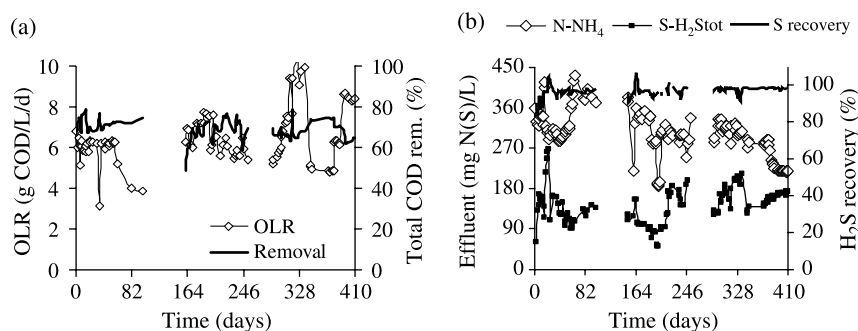 (a)
OLR (g COD/L/d)
10
8
6
4
2
0
OLR
Removal
100
80
60
40
20
0
Total COD rem. (%)
0 82 164 246 328 410
Time (days)
(b)
N-NH₄ S-H₂Stot S recovery
Effluent (mg N(S)/L)
450
360
270
180
90
0
100
80
60
40
20
0
H₂S recovery (%)
0 82 164 246 328 410
Time (days)